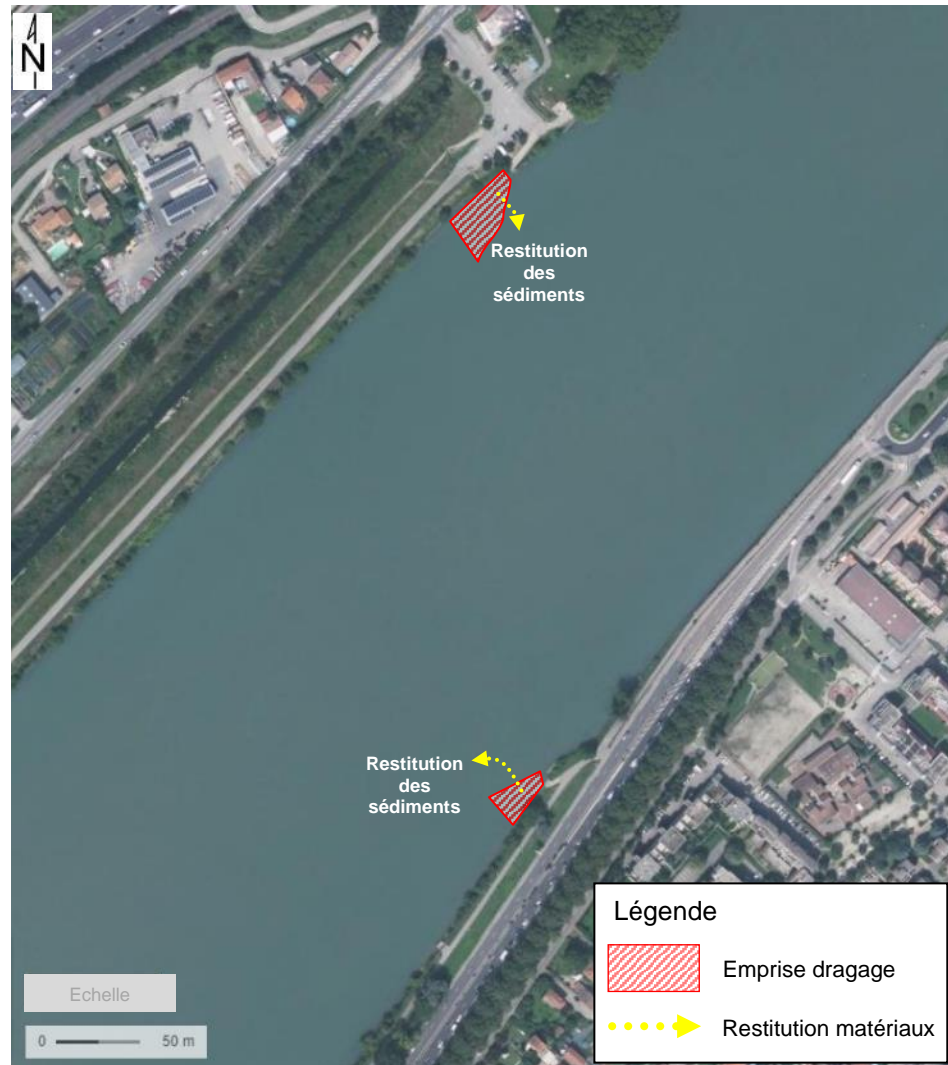 N
Restitution
des
sédiments
Restitution
des
sédiments
Légende
Emprise dragage
Restitution matériaux
Echelle
0 50 m